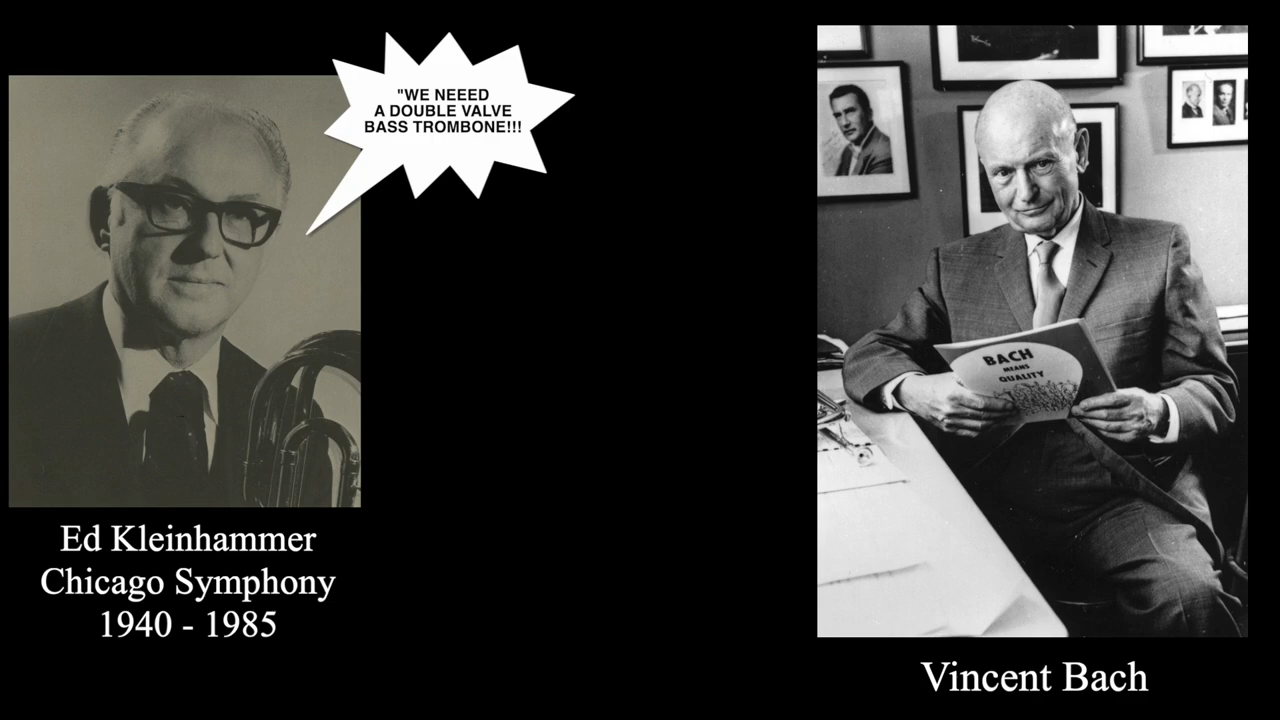 "WE NEEED
A DOUBLE VALVE
BASS TROMBONE!!!
BACH
MEANS
QUALITY
Ed Kleinhammer
Chicago Symphony
1940 - 1985
Vincent Bach